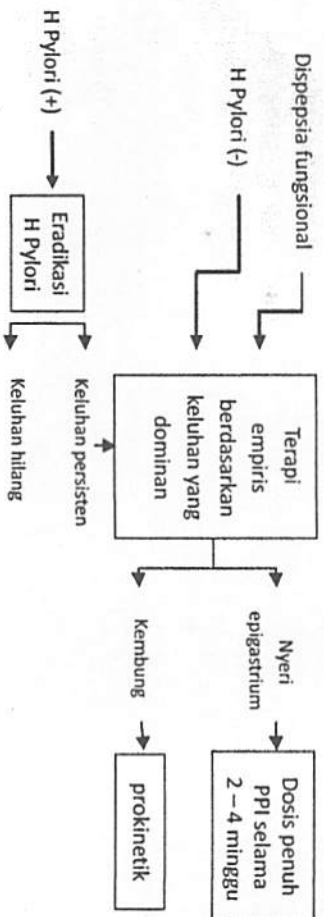 Dispepsia fungsional
H Pylori (-)
H Pylori (+)
Eradikasi
H Pylori
Keluhan persisten
Keluhan hilang
Terapi
empiris
berdasarkan
keluhan yang
dominan
Nyeri
epigastrium
Kembung
Dosis penuh
PPI selama
2 – 4 minggu
prokinetik